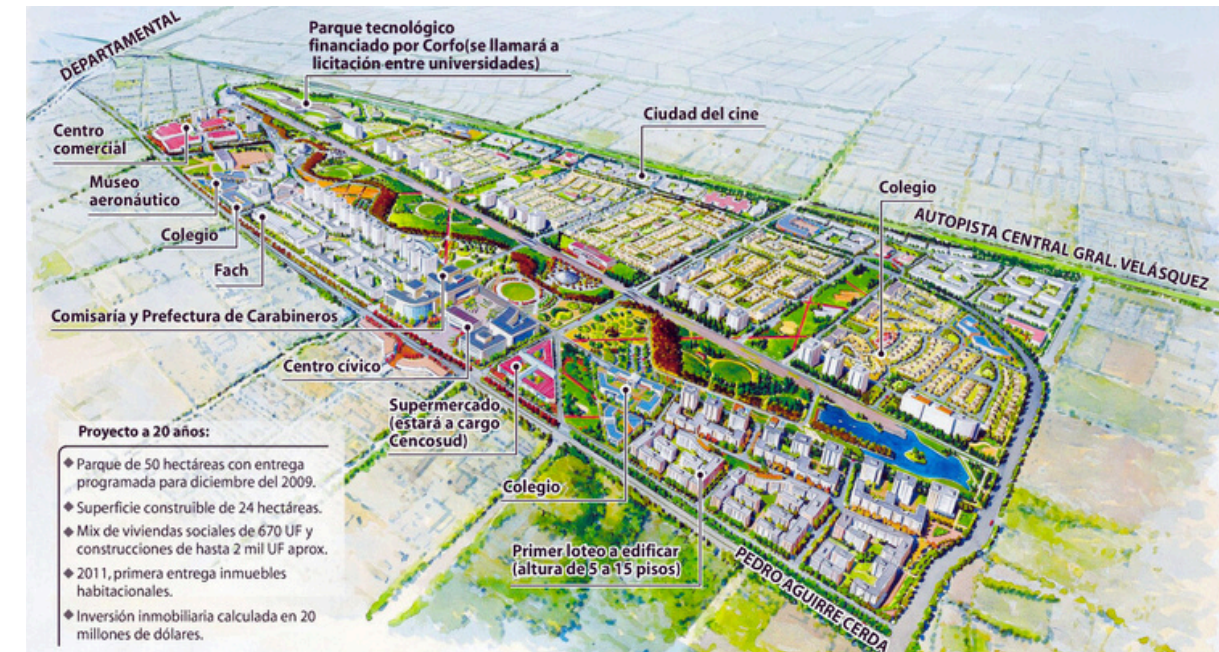 DEPARTAMENTAL
Parque tecnológico
financiado por Corfo(se llamará a
licitación entre universidades)
Ciudad del cine
Centro
comercial
Museo
aeronáutico
Colegio
AUTOPISTA CENTRAL GRAL. VELÁSQUEZ
Colegio
Fach
Comisaría y Prefectura de Carabineros
Centro cívico
Supermercado
(estará a cargo
Cencosud)
Colegio
Primer loteo a edificar
(altura de 5 a 15 pisos)
PEDRO AGUIRRE CERDA
Proyecto a 20 años:
◆ Parque de 50 hectáreas con entrega
programada para diciembre del 2009.
◆ Superficie construible de 24 hectáreas.
◆ Mix de viviendas sociales de 670 UF y
construcciones de hasta 2 mil UF aprox.
◆ 2011, primera entrega inmuebles
habitacionales.
◆ Inversión inmobiliaria calculada en 20
millones de dólares.